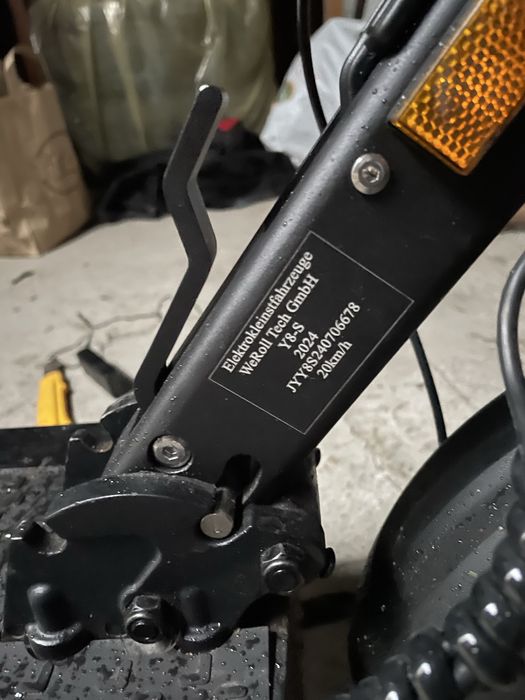 Elektrokleinstfahrzeuge
WeRoll Tech GmbH
Y8-S
2024
JYY8S240706678
20km/h